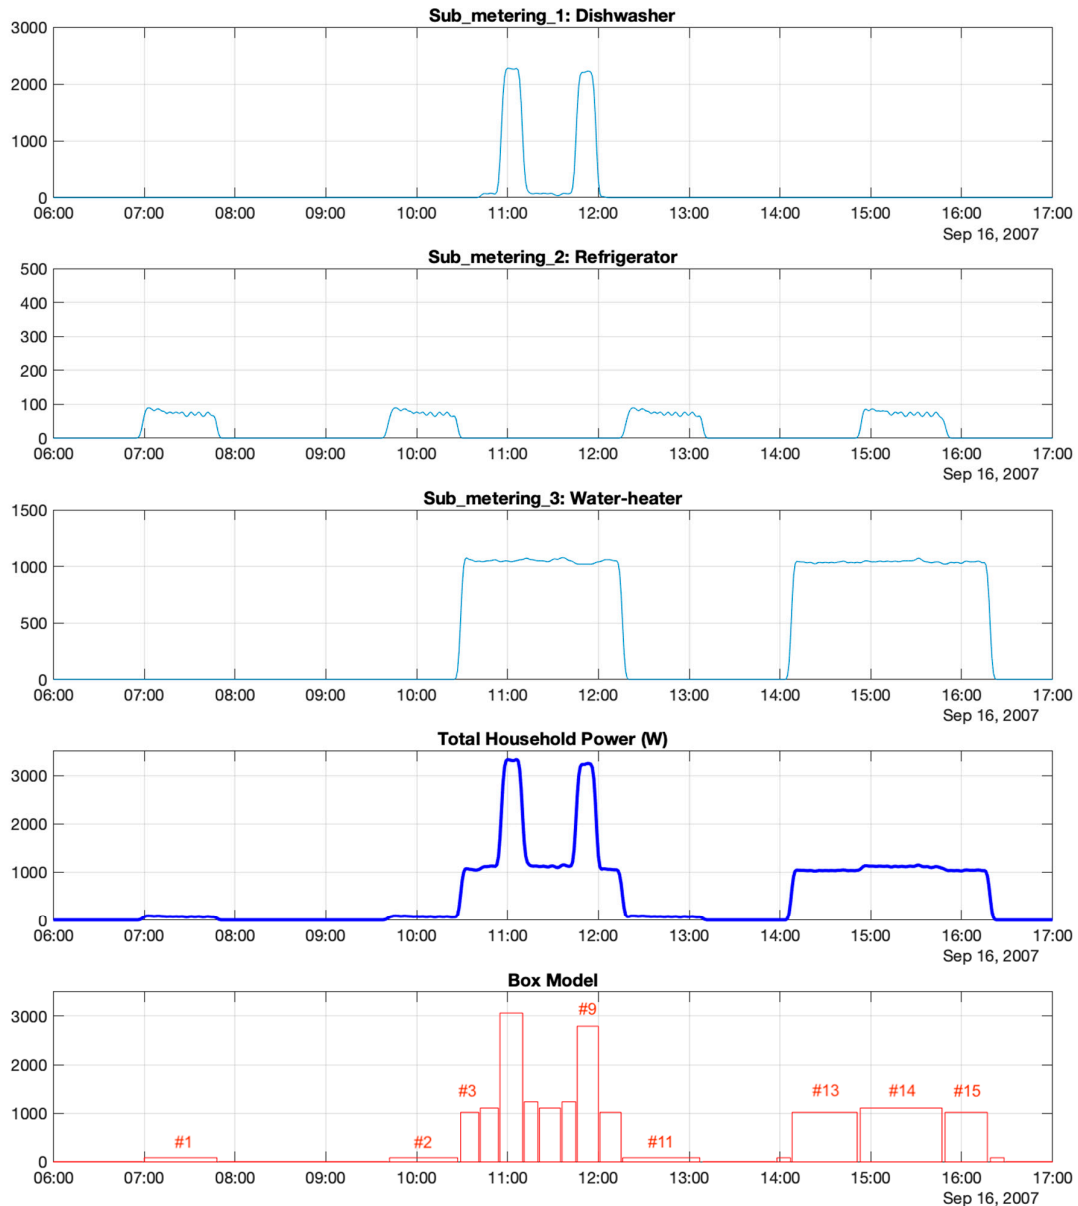 Sub_metering_1: Dishwasher
3000
2000
1000
0
06:00 07:00 08:00 09:00 10:00 11:00 12:00 13:00 14:00 15:00 16:00 17:00
Sep 16, 2007
Sub_metering_2: Refrigerator
500
400
300
200
100
0
06:00 07:00 08:00 09:00 10:00 11:00 12:00 13:00 14:00 15:00 16:00 17:00
Sep 16, 2007
Sub_metering_3: Water-heater
1500
1000
500
0
06:00 07:00 08:00 09:00 10:00 11:00 12:00 13:00 14:00 15:00 16:00 17:00
Sep 16, 2007
Total Household Power (W)
3000
2000
1000
0
06:00 07:00 08:00 09:00 10:00 11:00 12:00 13:00 14:00 15:00 16:00 17:00
Sep 16, 2007
Box Model
3000 #9
2000
#3 #13 #14 #15
1000
#1 #2 #11
0
06:00 07:00 08:00 09:00 10:00 11:00 12:00 13:00 14:00 15:00 16:00 17:00
Sep 16, 2007